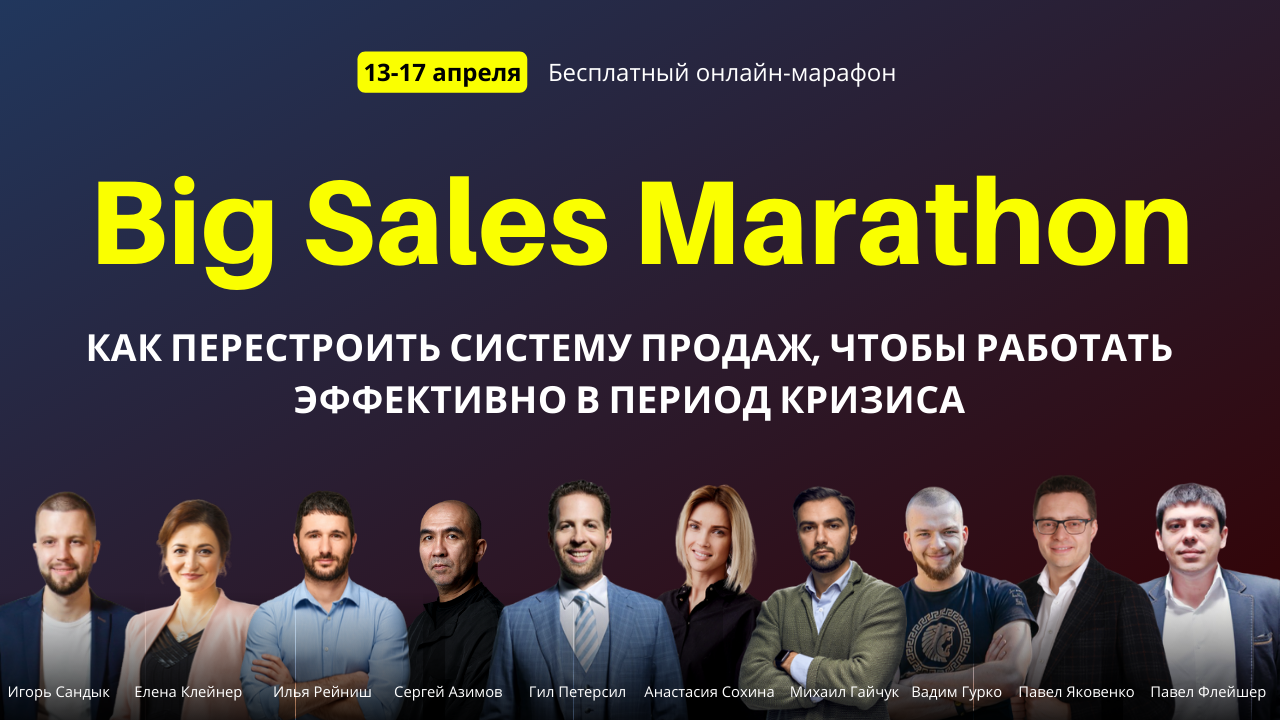 13-17 апреля Бесплатный онлайн-марафон
Big Sales Marathon
КАК ПЕРЕСТРОИТЬ СИСТЕМУ ПРОДАЖ, ЧТОБЫ РАБОТАТЬ
ЭФФЕКТИВНО В ПЕРИОД КРИЗИСА
Игорь Сандык Елена Клейнер Илья Рейниш Сергей Азимов Гил Петерсил Анастасия Сохина Михаил Гайчук Вадим Гурко Павел Яковенко Павел Флейшер